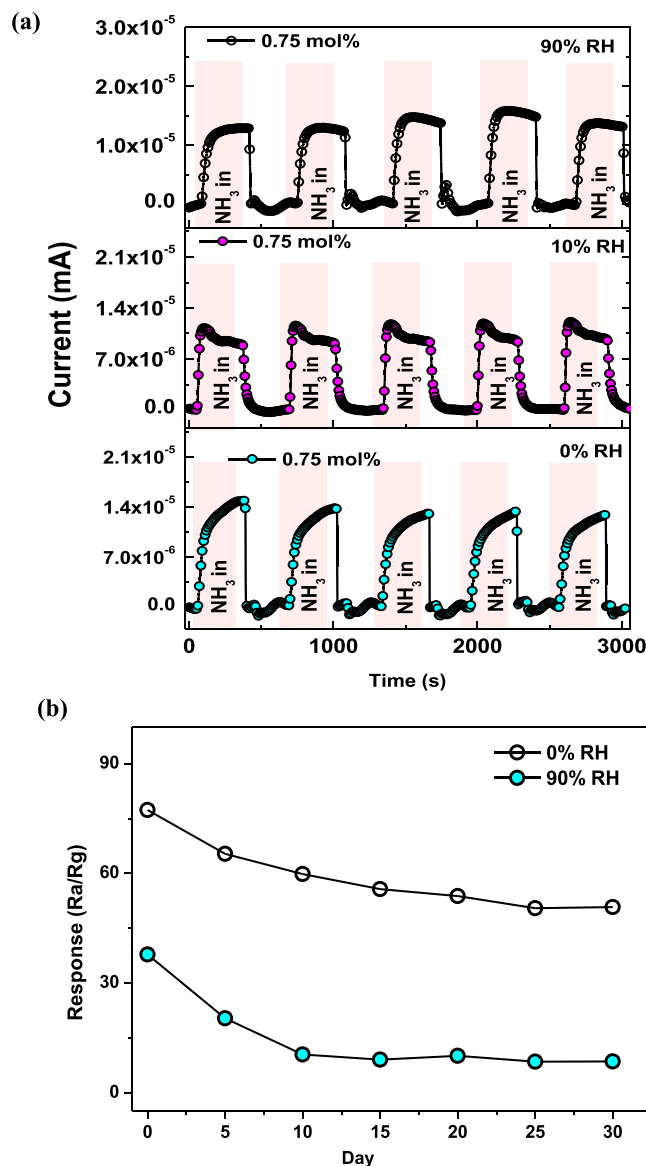 (a)
3.0x10⁻⁵
0.75 mol%
90% RH
2.0x10⁻⁵
1.0x10⁻⁵
0.0
NH₃ in
NH₃ in
NH₃ in
NH₃ in
NH₃ in
0.75 mol%
10% RH
2.1x10⁻⁵
1.4x10⁻⁵
7.0x10⁻⁶
0.0
NH₃ in
NH₃ in
NH₃ in
NH₃ in
NH₃ in
Current (mA)
0.75 mol%
0% RH
2.1x10⁻⁵
1.4x10⁻⁵
7.0x10⁻⁶
0.0
NH₃ in
NH₃ in
NH₃ in
NH₃ in
NH₃ in
0 1000 2000 3000
Time (s)
(b)
90
0% RH
90% RH
60
30
0
Response (Ra/Rg)
0 5 10 15 20 25 30
Day